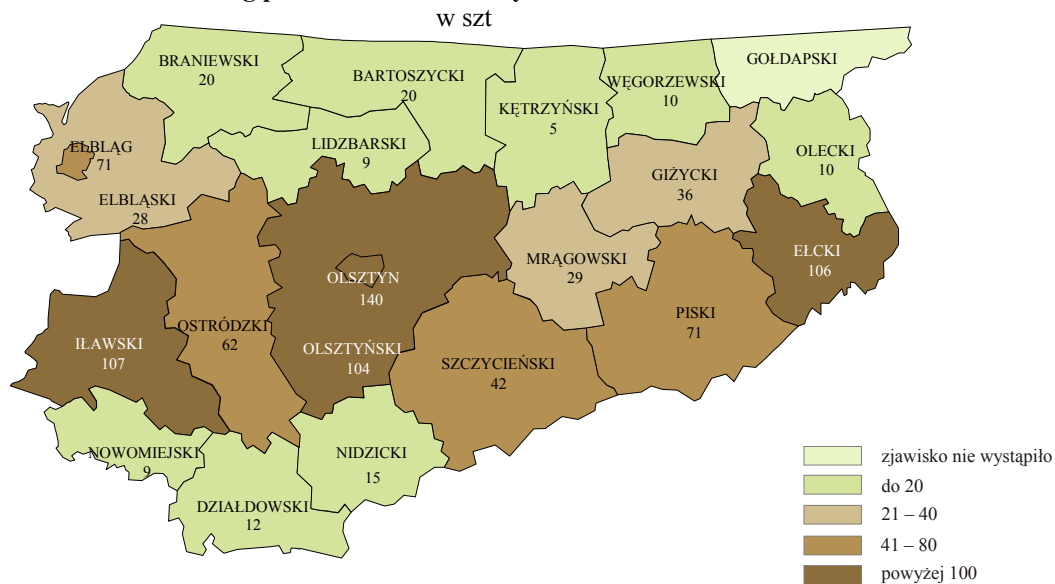 w szt
GOŁDAPSKI
BRANIEWSKI
20
BARTOSZYCKI
20
WĘGORZEWSKI
10
KĘTRZYŃSKI
5
ELBLĄG
71
LIDZBARSKI
9
OLECKI
10
GIŻYCKI
36
ELBLĄSKI
28
EŁCKI
106
MRĄGOWSKI
29
OLSZTYN
140
PISKI
71
OSTRÓDZKI
62
IŁAWSKI
107
OLSZTYŃSKI
104
SZCZYCIEŃSKI
42
NOWOMIEJSKI
9
NIDZICKI
15
DZIAŁDOWSKI
12
zjawisko nie wystąpiło
do 20
21 – 40
41 – 80
powyżej 100